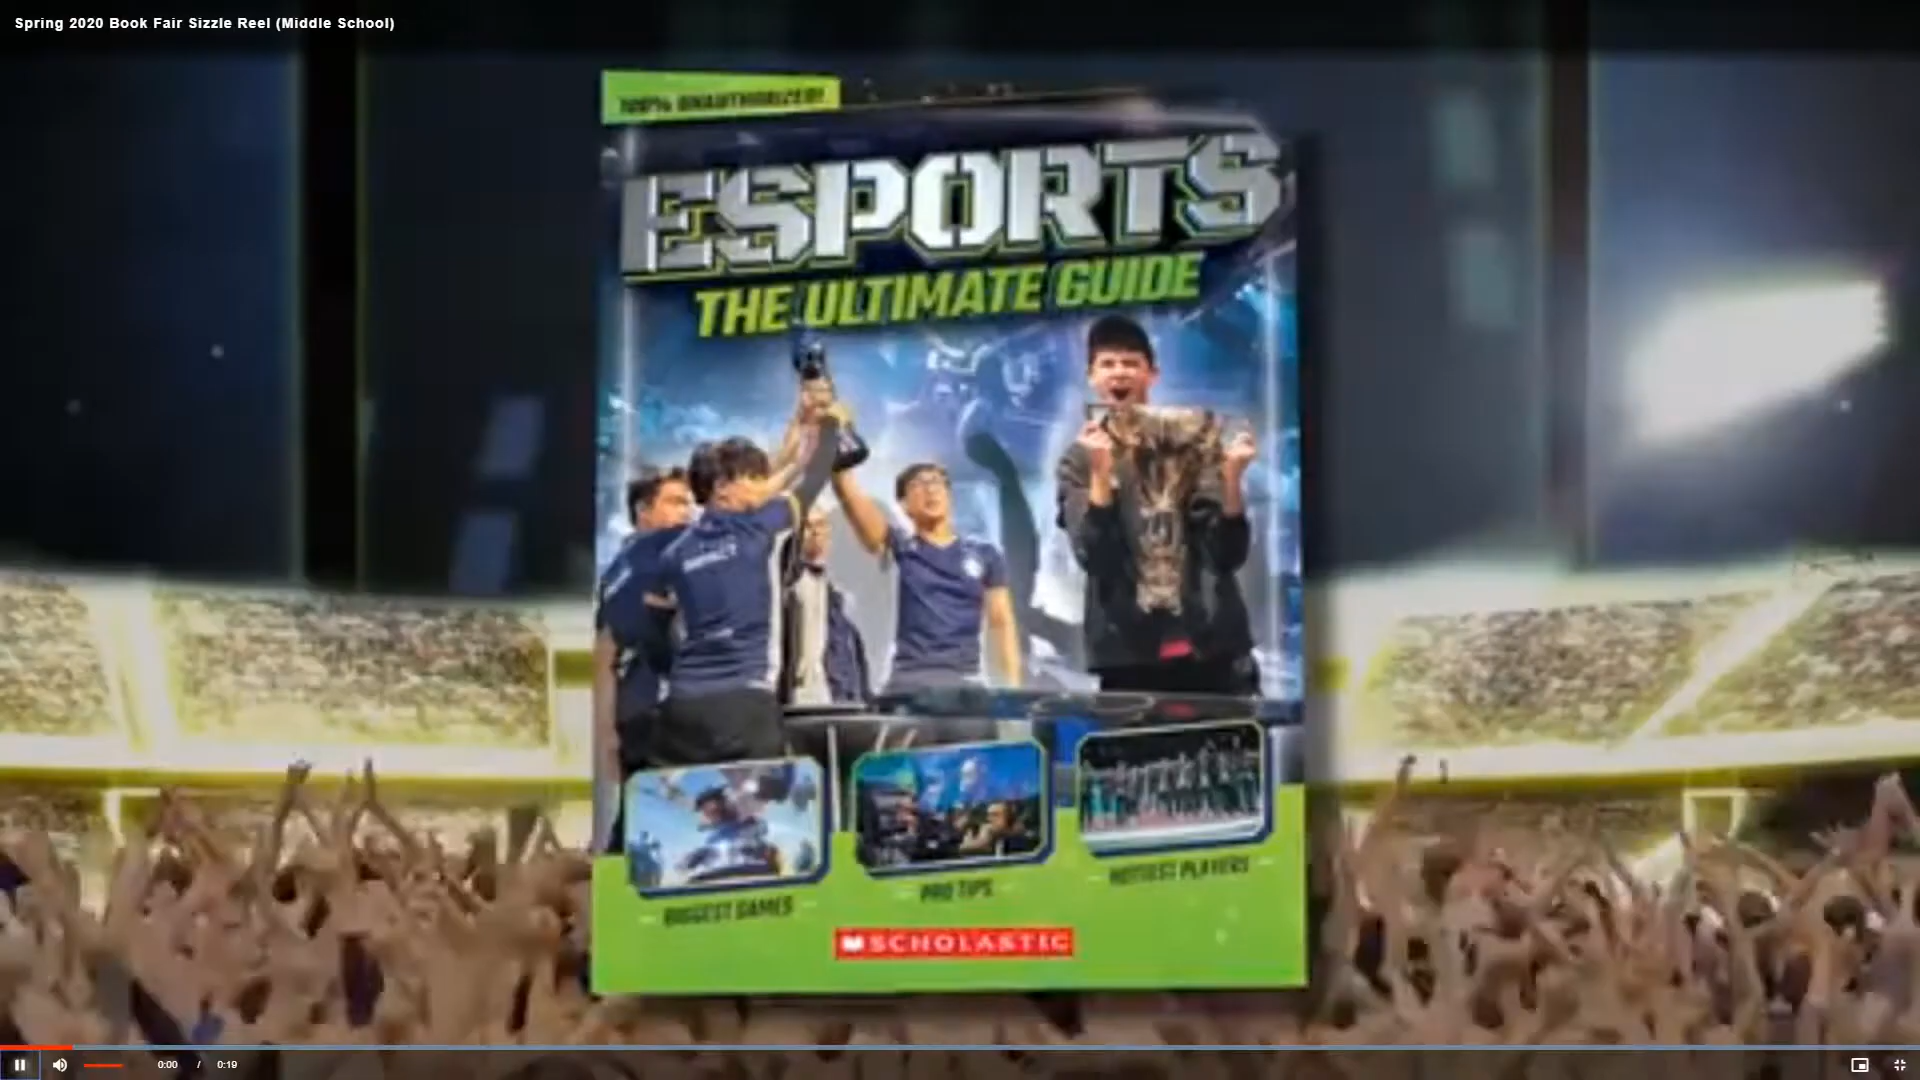 Spring 2020 Book Fair Sizzle Reel (Middle School)
100% UNAUTHORIZED!
ESPORTS
THE ULTIMATE GUIDE
BIGGEST GAMES
PRO TIPS
HOTTEST PLAYERS
SCHOLASTIC
0:00 / 0:19